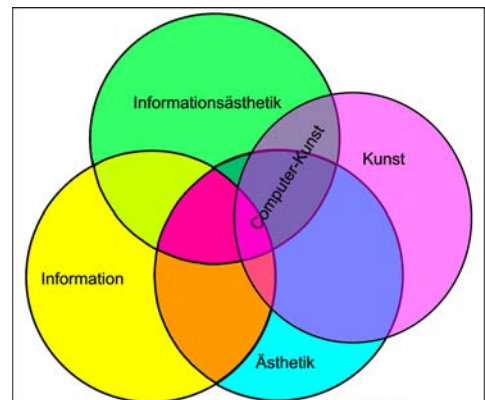 Informationsästhetik
Computer-Kunst
Kunst
Information
Ästhetik